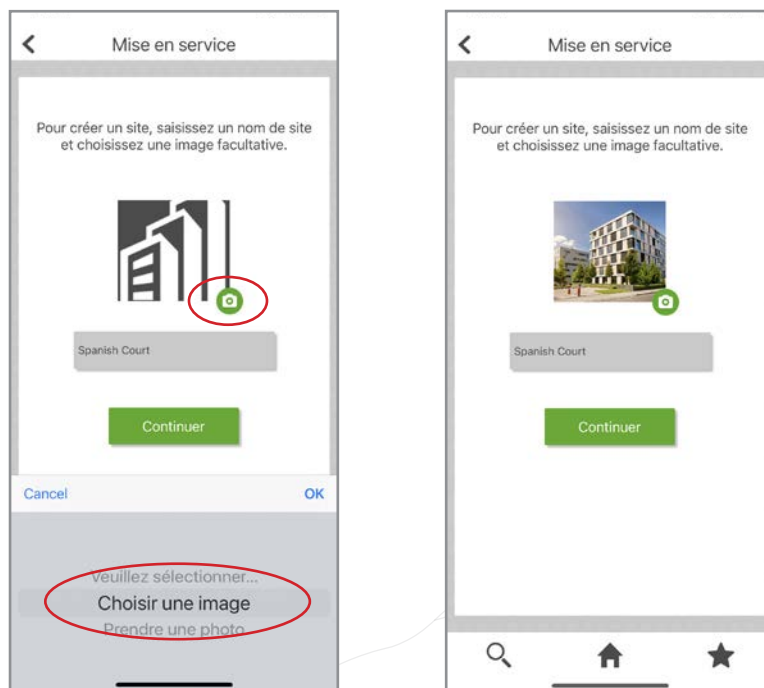 Mise en service
Pour créer un site, saisissez un nom de site
et choisissez une image facultative.
Spanish Court
Continuer
Cancel
OK
Veuillez sélectionner...
Choisir une image
Prendre une photo
Mise en service
Pour créer un site, saisissez un nom de site
et choisissez une image facultative.
Spanish Court
Continuer